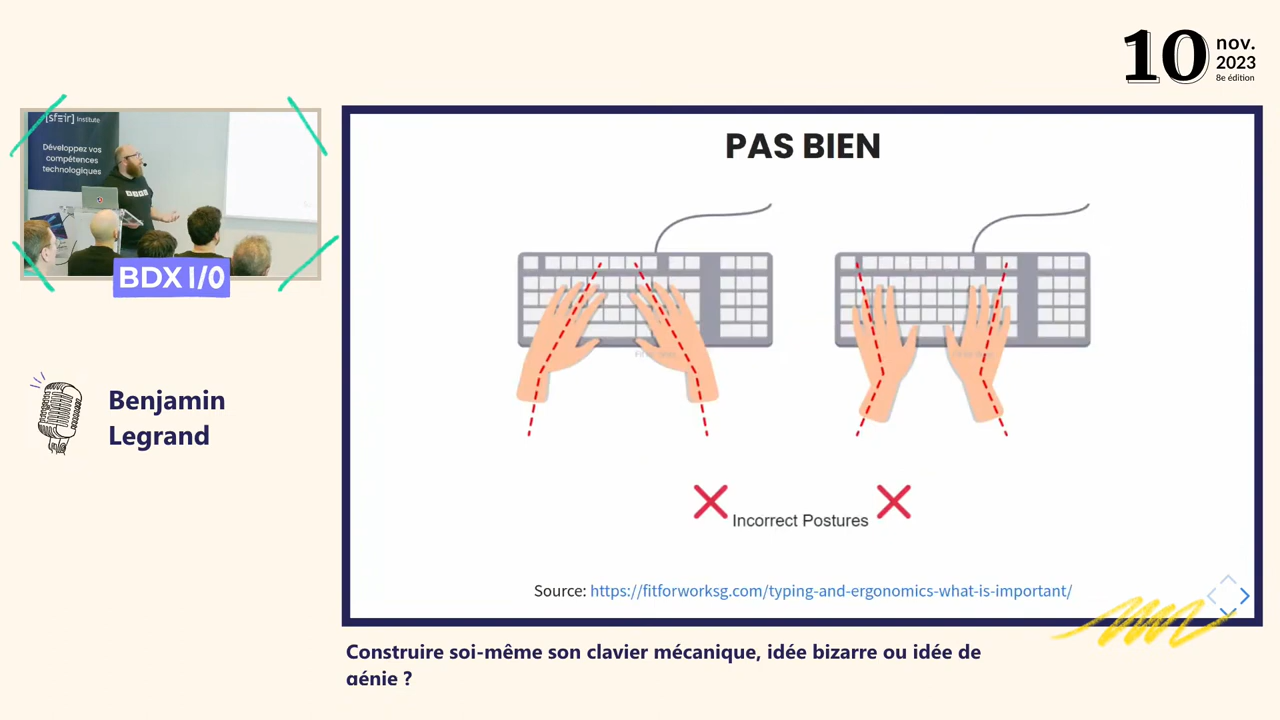 10 nov.
2023
8e édition
[sfeir] Institute
Développez vos
compétences
technologiques
BDX I/O
Benjamin
Legrand
PAS BIEN
Incorrect Postures
Source: https://fitforworksg.com/typing-and-ergonomics-what-is-important/
Construire soi-même son clavier mécanique, idée bizarre ou idée de
génie ?